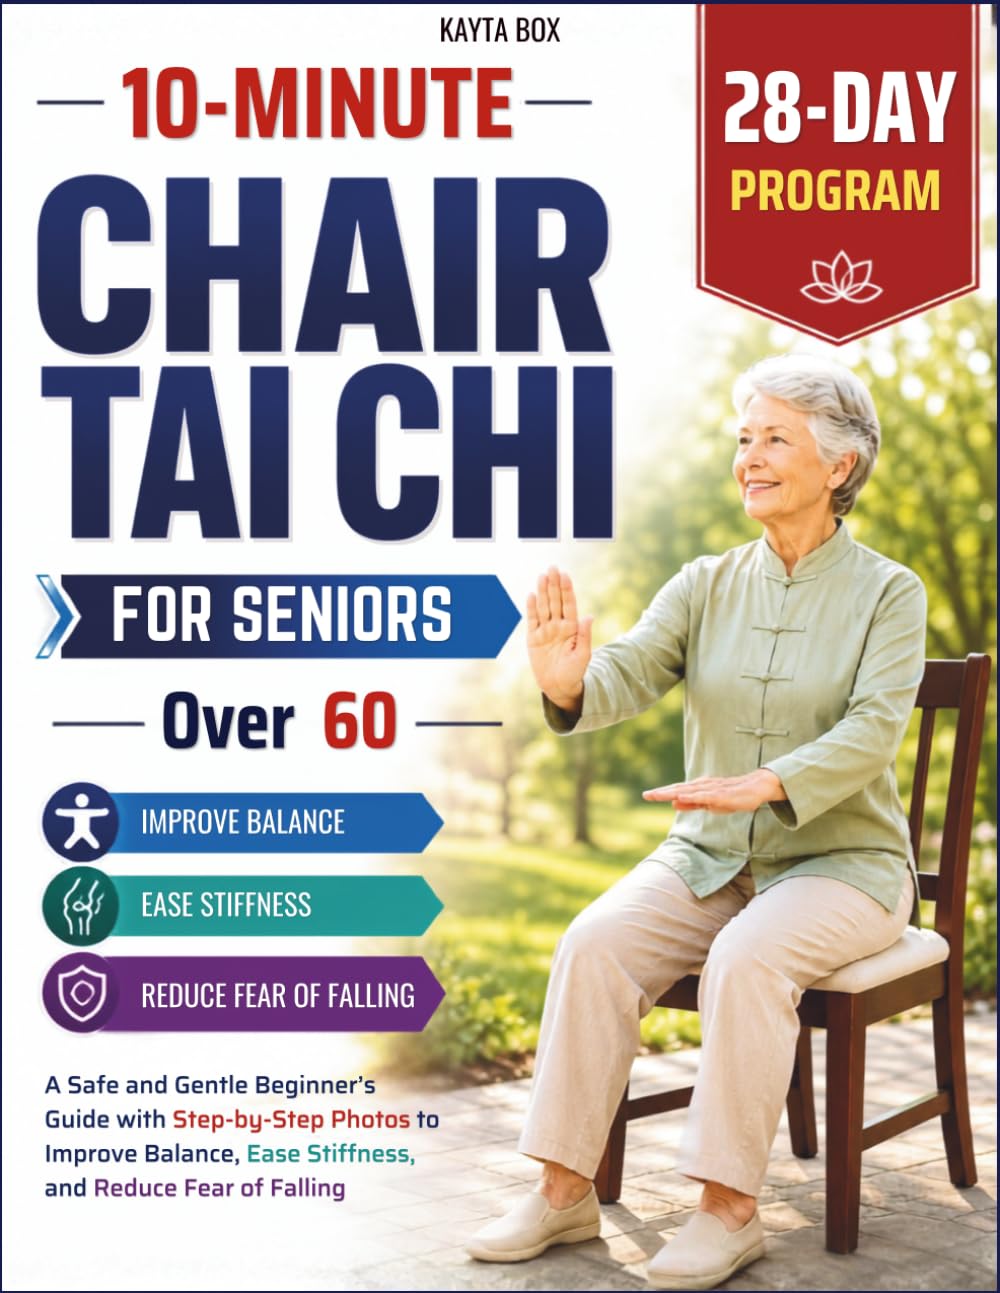 KAYTA BOX
10-MINUTE
CHAIR
TAI CHI
FOR SENIORS
Over 60
28-DAY
PROGRAM
IMPROVE BALANCE
EASE STIFFNESS
REDUCE FEAR OF FALLING
A Safe and Gentle Beginner's
Guide with Step-by-Step Photos to
Improve Balance, Ease Stiffness,
and Reduce Fear of Falling